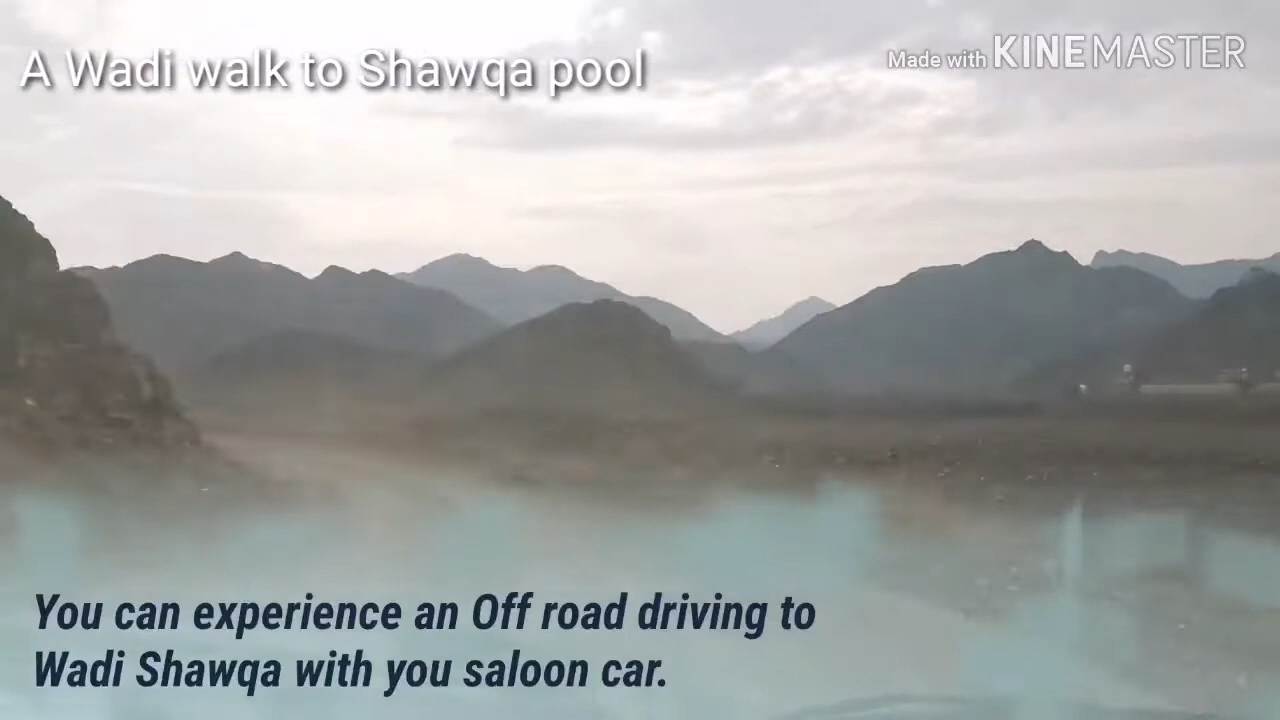 A Wadi walk to Shawqa pool
Made with KINEMASTER
You can experience an Off road driving to
Wadi Shawqa with you saloon car.